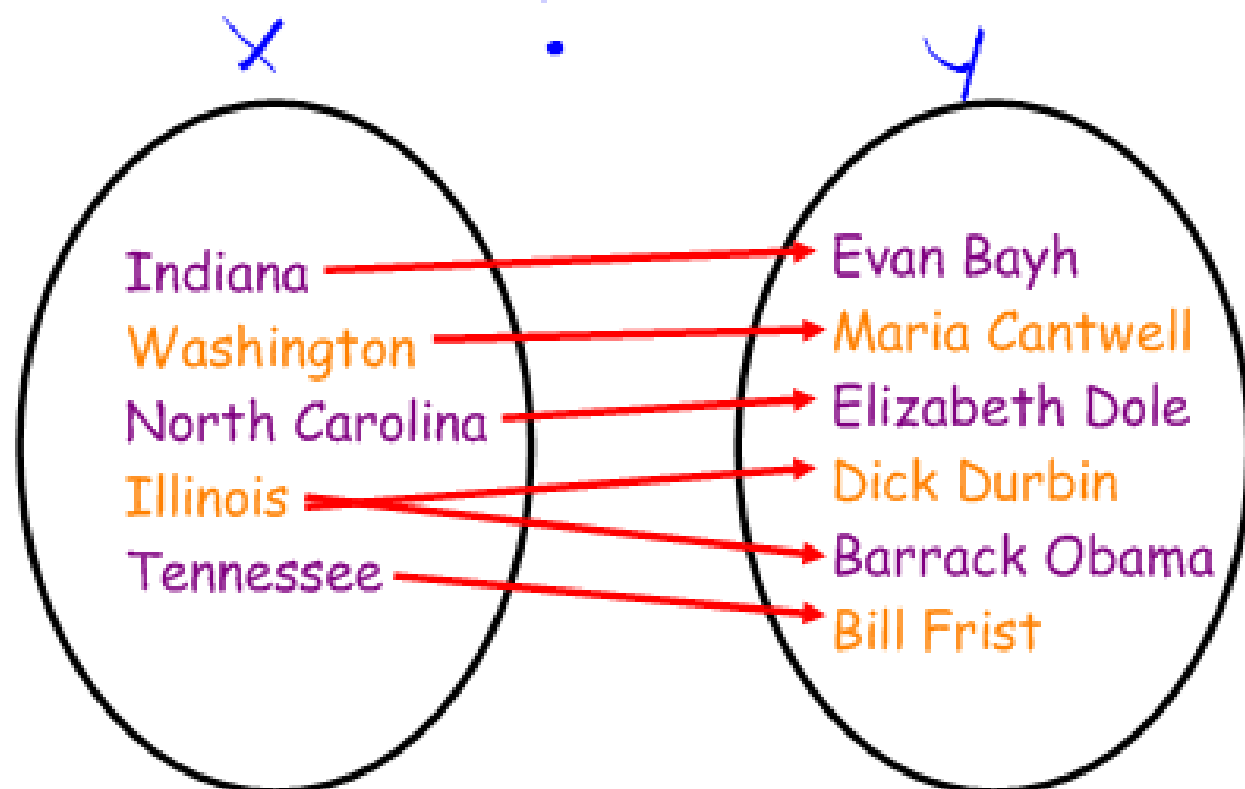 x y
Indiana Evan Bayh
Washington Maria Cantwell
North Carolina Elizabeth Dole
Illinois Dick Durbin
Tennessee Barrack Obama
Bill Frist